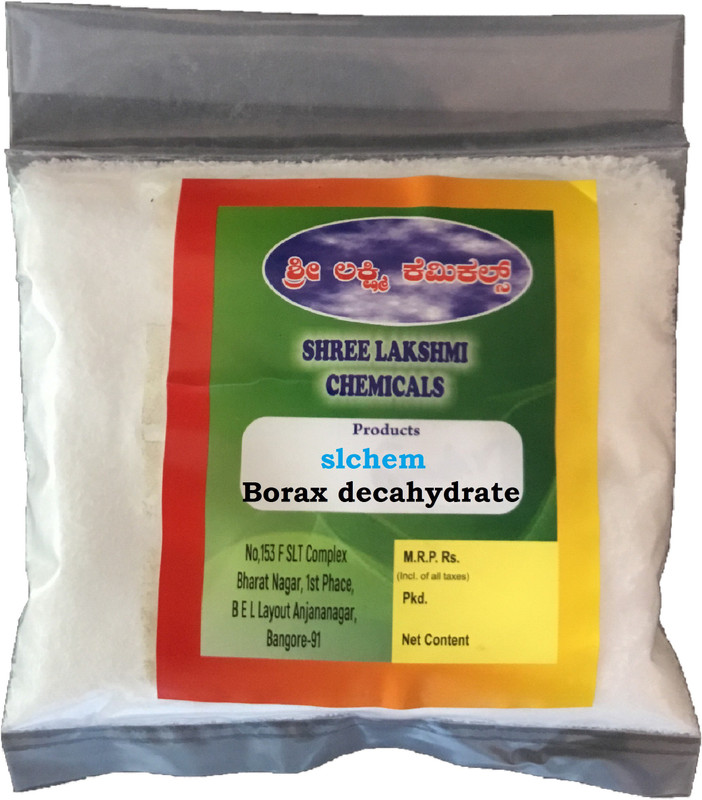 ಶ್ರೀ ಲಕ್ಷ್ಮಿ ಕೆಮಿಕಲ್ಸ್
SHREE LAKSHMI
CHEMICALS
Products
slchem
Borax decahydrate
No,153 F SLT Complex
Bharat Nagar, 1st Phace,
B E L Layout Anjananagar,
Bangore-91
M.R.P. Rs.
(Incl. of all taxes)
Pkd.
Net Content